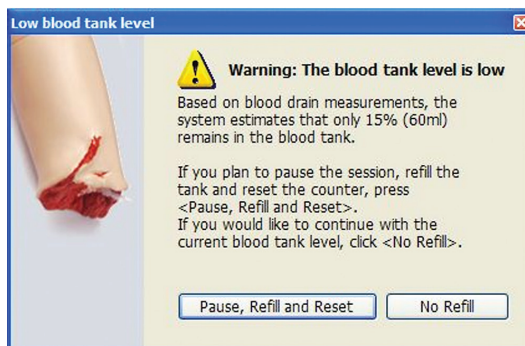 Low blood tank level
Warning: The blood tank level is low
Based on blood drain measurements, the
system estimates that only 15% (60ml)
remains in the blood tank.
If you plan to pause the session, refill the
tank and reset the counter, press
<Pause, Refill and Reset>.
If you would like to continue with the
current blood tank level, click <No Refill>.
Pause, Refill and Reset No Refill